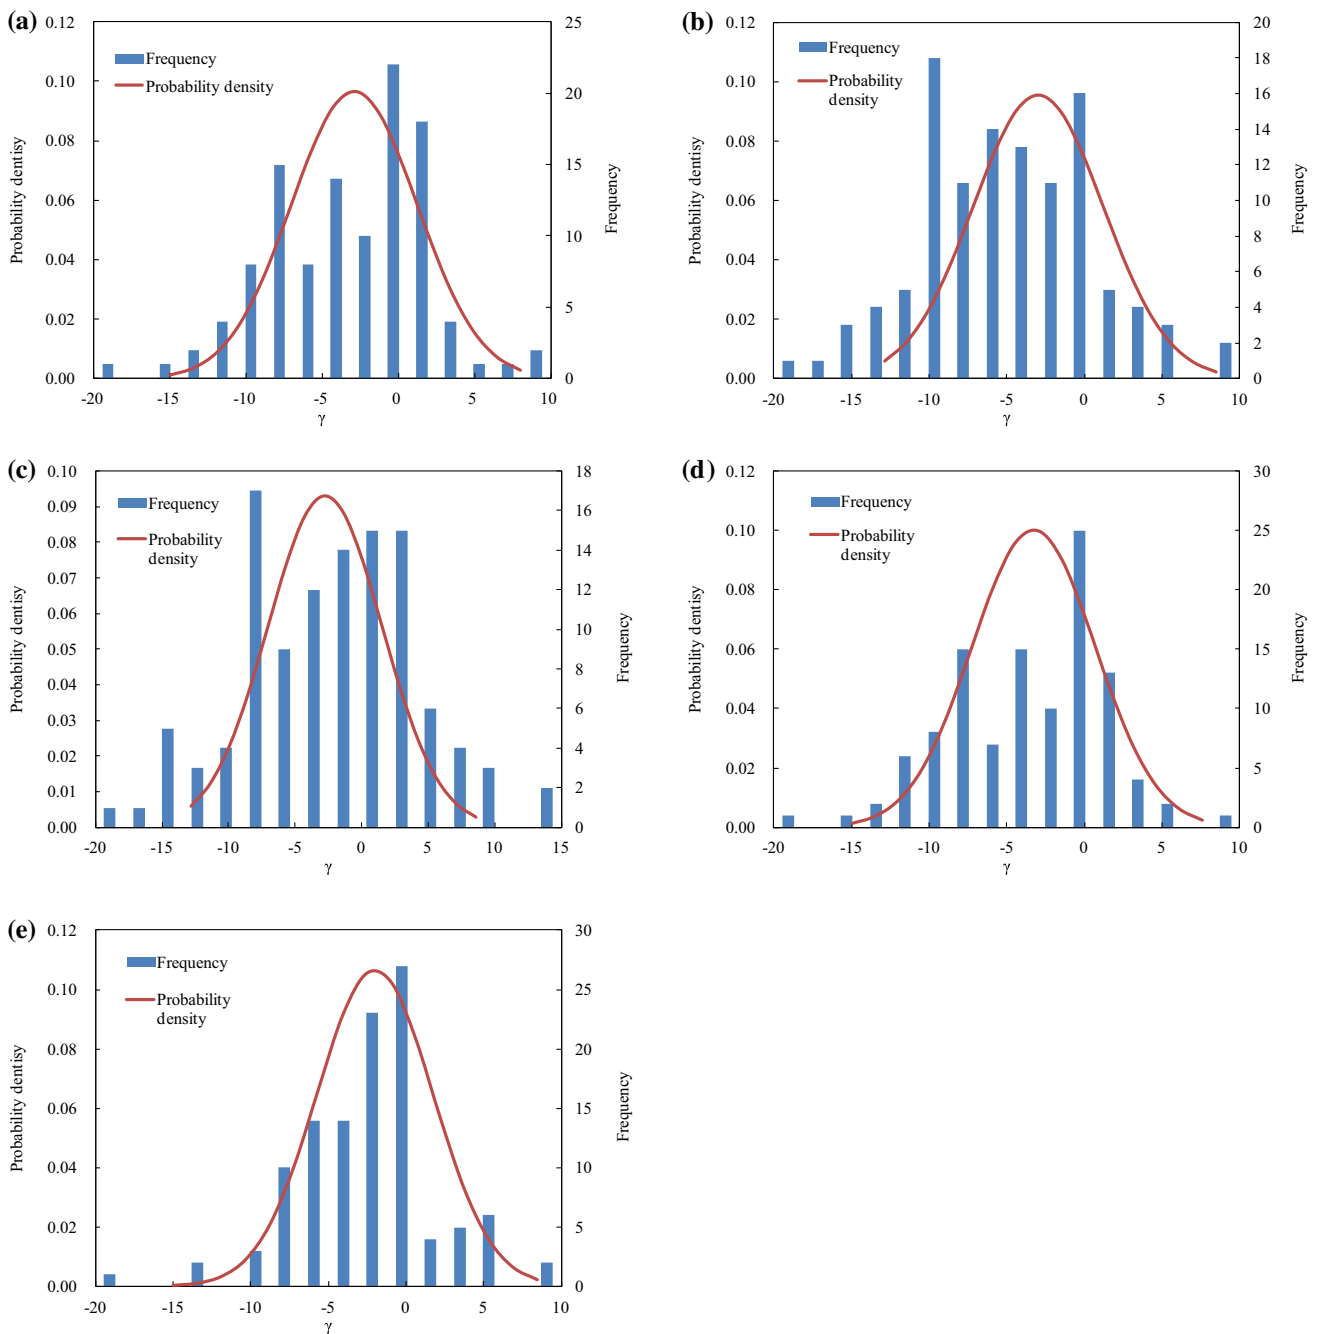 (a)
0.12
0.10
0.08
0.06
0.04
0.02
0.00
Probability dentisy
Frequency
Probability density
25
20
15
10
5
0
Frequency
-20 -15 -10 -5 0 5 10
γ
(b)
0.12
0.10
0.08
0.06
0.04
0.02
0.00
Probability dentisy
Frequency
Probability
density
20
18
16
14
12
10
8
6
4
2
0
Frequency
-20 -15 -10 -5 0 5 10
γ
(c)
0.10
0.09
0.08
0.07
0.06
0.05
0.04
0.03
0.02
0.01
0.00
Probability dentisy
Frequency
Probability
density
18
16
14
12
10
8
6
4
2
0
Frequency
-20 -15 -10 -5 0 5 10 15
γ
(d)
0.12
0.10
0.08
0.06
0.04
0.02
0.00
Probability dentisy
Frequency
Probability
density
30
25
20
15
10
5
0
Frequency
-20 -15 -10 -5 0 5 10
γ
(e)
0.12
0.10
0.08
0.06
0.04
0.02
0.00
Probability dentisy
Frequency
Probability
density
30
25
20
15
10
5
0
Frequency
-20 -15 -10 -5 0 5 10
γ